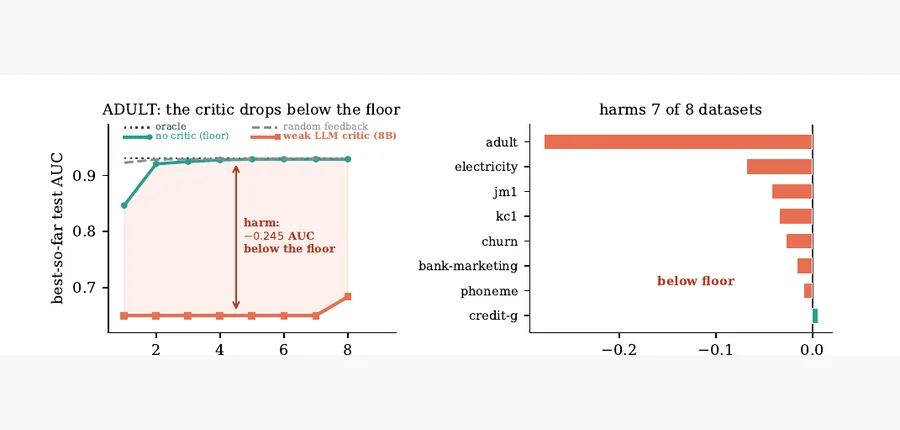 ADULT: the critic drops below the floor
oracle
random feedback
no critic (floor)
weak LLM critic (8B)
best-so-far test AUC
0.9
0.8
0.7
harm:
−0.245 AUC
below the floor
2 4 6 8
harms 7 of 8 datasets
adult
electricity
jm1
kc1
churn
bank-marketing
phoneme
credit-g
below floor
−0.2 −0.1 0.0